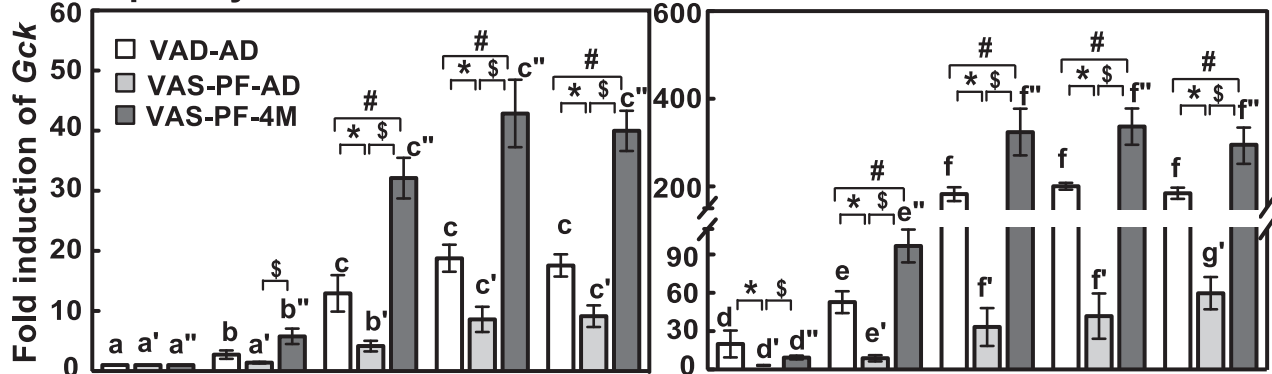 Fold induction of Gck
60
50
40
30
20
10
0
VAD-AD
VAS-PF-AD
VAS-PF-4M
a a' a"
b a' b"
$
c b' c"
* $
#
c c' c"
* $
#
c c' c"
* $
#
600
400
200
90
60
30
0
d d' d"
* $
e e' e"
* $
#
f f' f"
* $
#
f f' f"
* $
#
f g' f"
* $
#